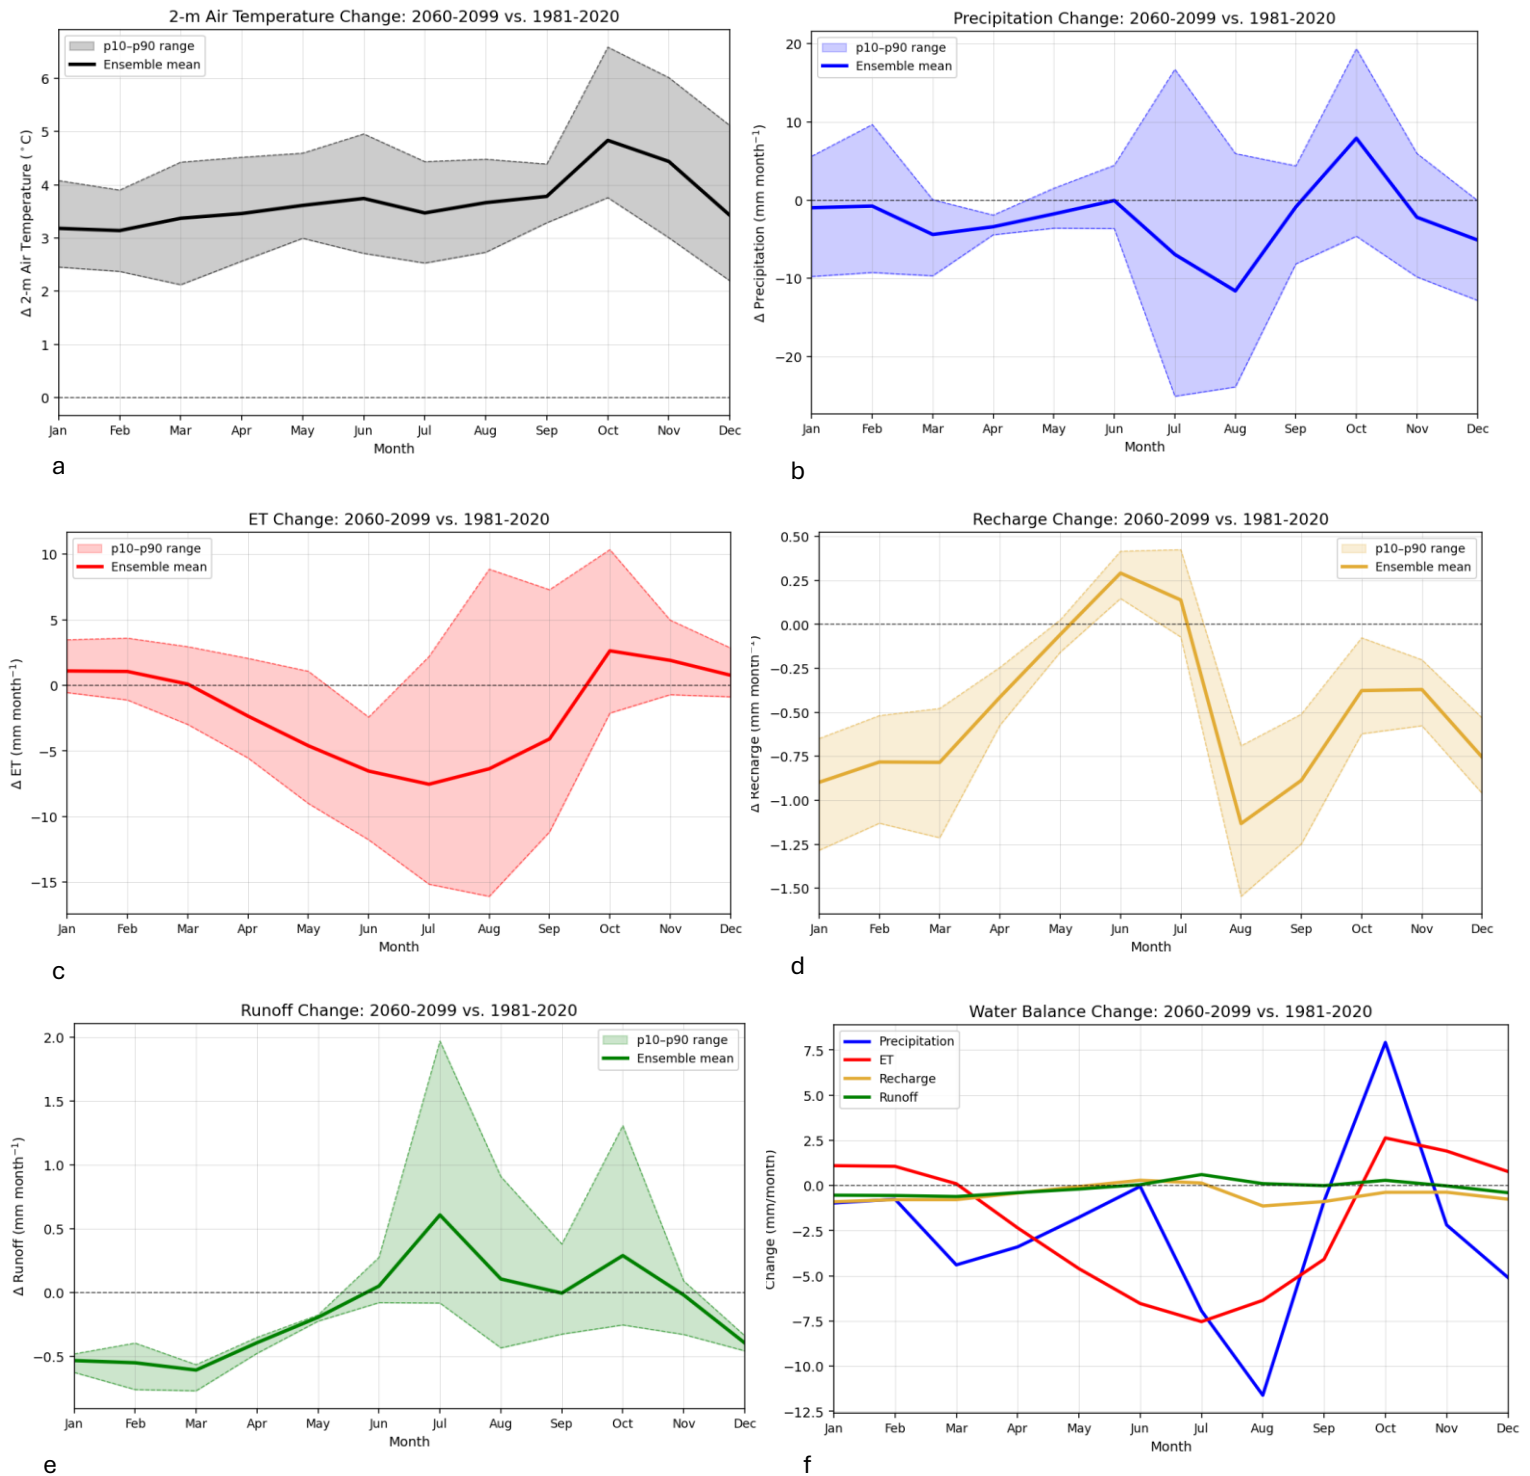 2-m Air Temperature Change: 2060-2099 vs. 1981-2020
p10–p90 range
Ensemble mean
Δ 2-m Air Temperature (°C)
6
5
4
3
2
1
0
Jan Feb Mar Apr May Jun Jul Aug Sep Oct Nov Dec
Month
a
Precipitation Change: 2060-2099 vs. 1981-2020
p10–p90 range
Ensemble mean
Δ Precipitation (mm month⁻¹)
20
10
0
−10
−20
Jan Feb Mar Apr May Jun Jul Aug Sep Oct Nov Dec
Month
b
ET Change: 2060-2099 vs. 1981-2020
p10–p90 range
Ensemble mean
Δ ET (mm month⁻¹)
10
5
0
−5
−10
−15
Jan Feb Mar Apr May Jun Jul Aug Sep Oct Nov Dec
Month
c
Recharge Change: 2060-2099 vs. 1981-2020
p10–p90 range
Ensemble mean
Δ Recharge (mm month⁻¹)
0.50
0.25
0.00
−0.25
−0.50
−0.75
−1.00
−1.25
−1.50
Jan Feb Mar Apr May Jun Jul Aug Sep Oct Nov Dec
Month
d
Runoff Change: 2060-2099 vs. 1981-2020
p10–p90 range
Ensemble mean
Δ Runoff (mm month⁻¹)
2.0
1.5
1.0
0.5
0.0
−0.5
Jan Feb Mar Apr May Jun Jul Aug Sep Oct Nov Dec
Month
e
Water Balance Change: 2060-2099 vs. 1981-2020
Precipitation
ET
Recharge
Runoff
Change (mm/month)
7.5
5.0
2.5
0.0
−2.5
−5.0
−7.5
−10.0
−12.5
Jan Feb Mar Apr May Jun Jul Aug Sep Oct Nov Dec
Month
f